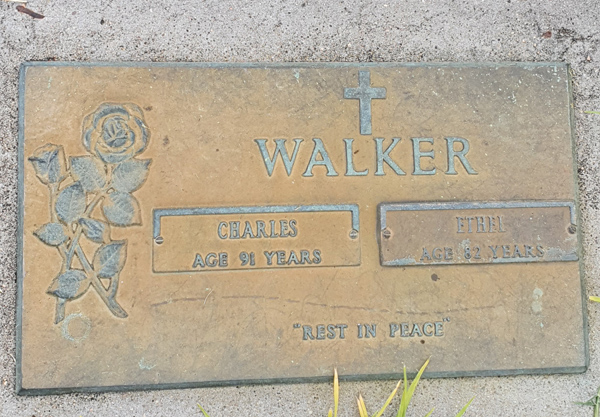 WALKER
CHARLES
AGE 91 YEARS
ETHEL
AGE 82 YEARS
"REST IN PEACE"